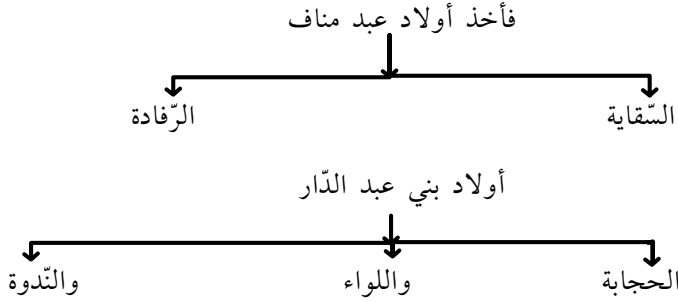 فأخذ أولاد عبد مناف
السّقاية الرّفادة
أولاد بني عبد الدّار
الحجابة واللواء والنّدوة